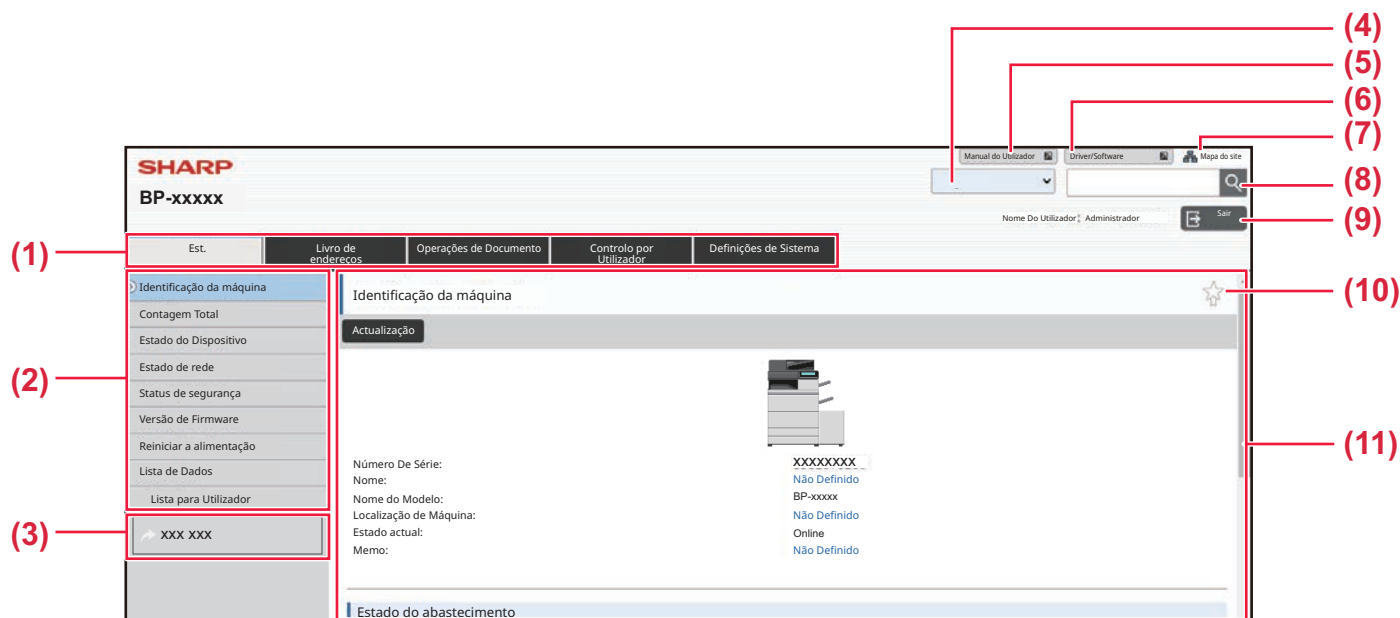 (4)
(5)
(6)
(7)
Manual do Utilizador Driver/Software Mapa do site
SHARP
(8)
BP-xxxxx
Nome Do Utilizador: Administrador Sair
(9)
(1)
Est. Livro de endereços Operações de Documento Controlo por Utilizador Definições de Sistema
Identificação da máquina
Contagem Total
Estado do Dispositivo
Estado de rede
(2)
Status de segurança
Versão de Firmware
Reiniciar a alimentação
Lista de Dados
Lista para Utilizador
(3)
XXX XXX
Identificação da máquina
(10)
Actualização
(11)
Número De Série: XXXXXXXX
Nome: Não Definido
Nome do Modelo: BP-xxxxx
Localização de Máquina: Não Definido
Estado actual: Online
Memo: Não Definido
Estado do abastecimento